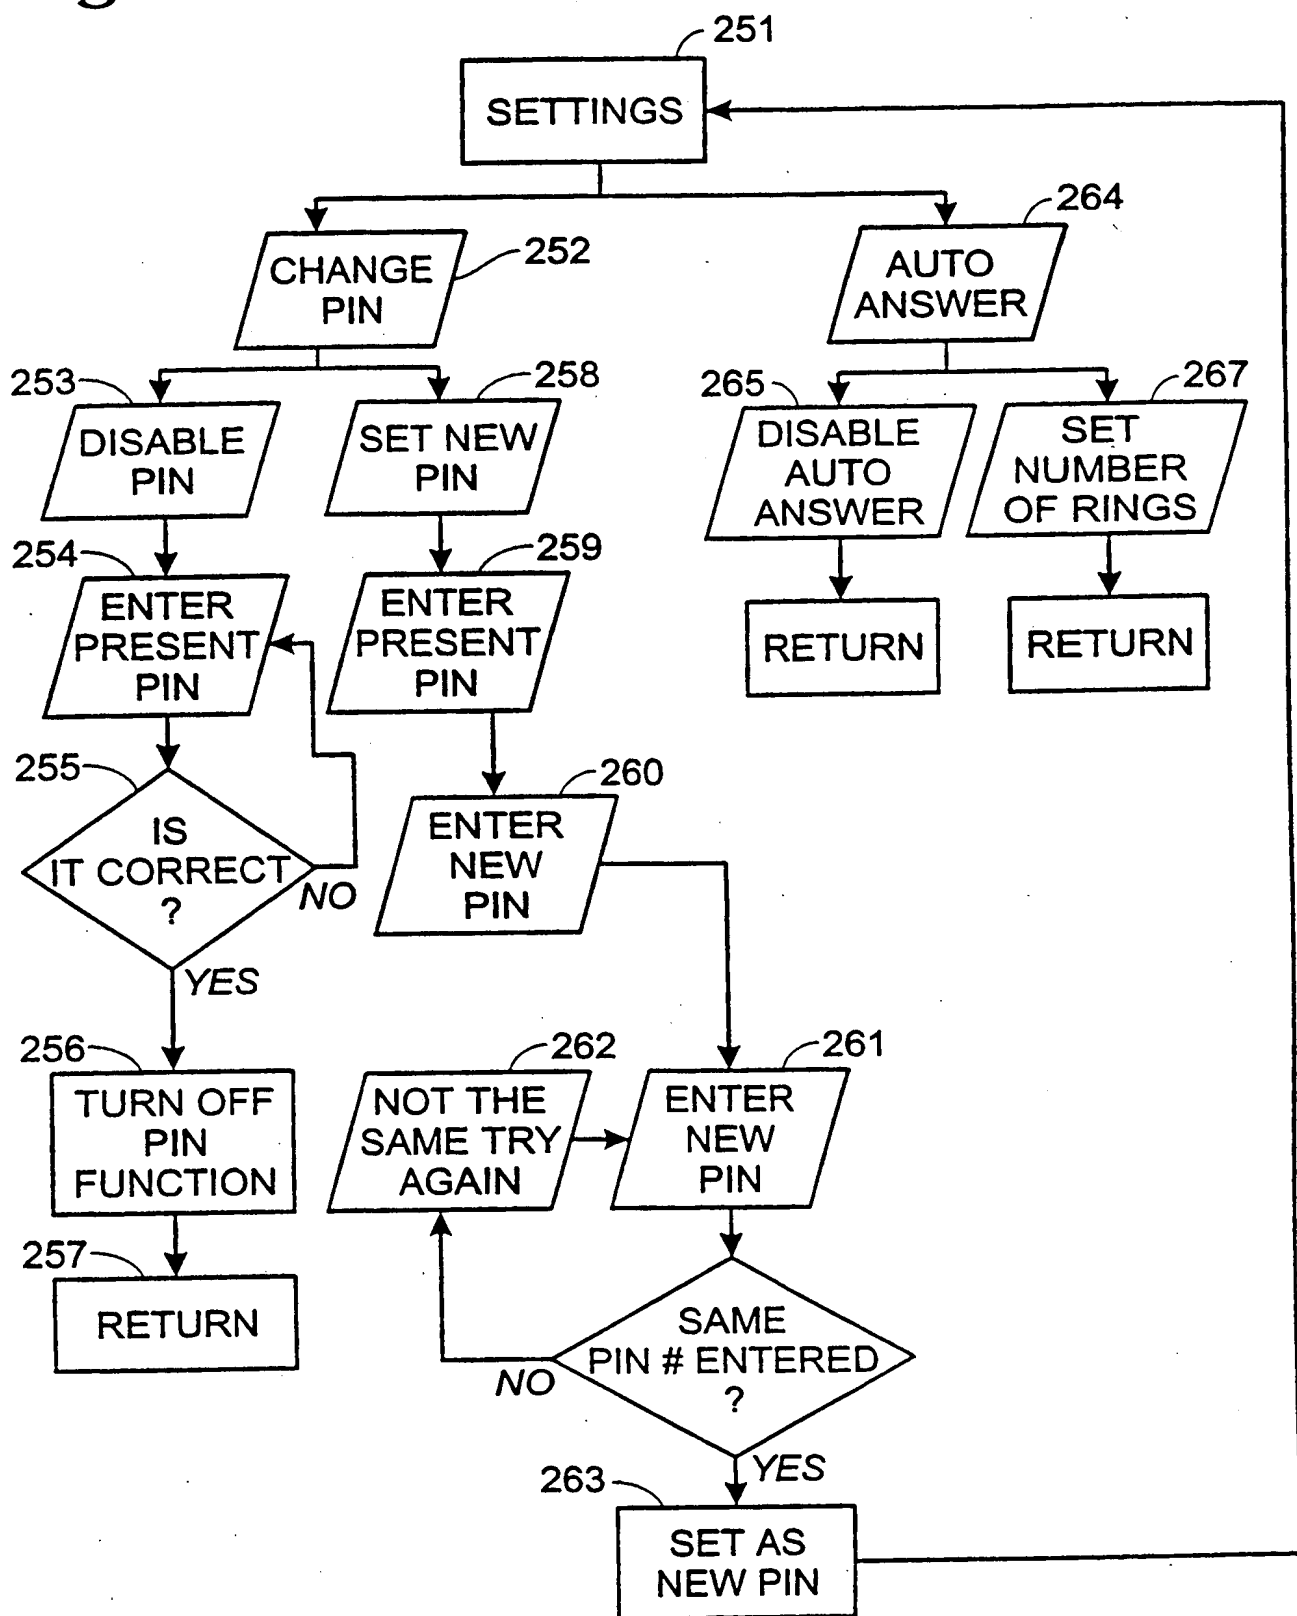 251
SETTINGS
264
252
CHANGE
PIN
AUTO
ANSWER
253
258
265
267
DISABLE
PIN
SET NEW
PIN
DISABLE
AUTO
ANSWER
SET
NUMBER
OF RINGS
254
259
ENTER
PRESENT
PIN
ENTER
PRESENT
PIN
RETURN
RETURN
255
260
IS
IT CORRECT
?
NO
ENTER
NEW
PIN
YES
256
262
261
TURN OFF
PIN
FUNCTION
NOT THE
SAME TRY
AGAIN
ENTER
NEW
PIN
257
RETURN
SAME
PIN # ENTERED
?
NO
YES
263
SET AS
NEW PIN